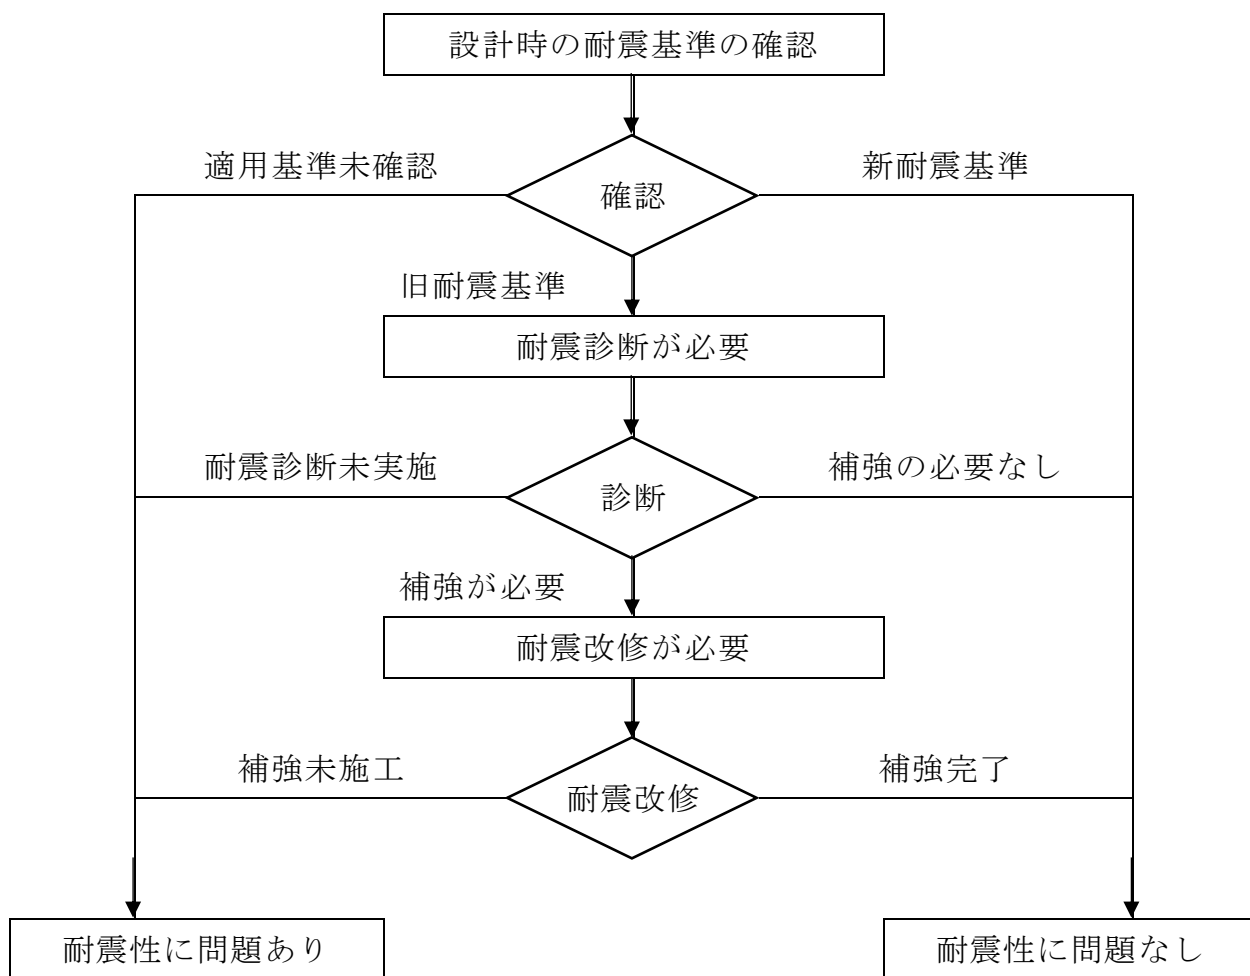 設計時の耐震基準の確認
適用基準未確認
新耐震基準
確認
旧耐震基準
耐震診断が必要
耐震診断未実施
補強の必要なし
診断
補強が必要
耐震改修が必要
補強未施工
補強完了
耐震改修
耐震性に問題あり
耐震性に問題なし